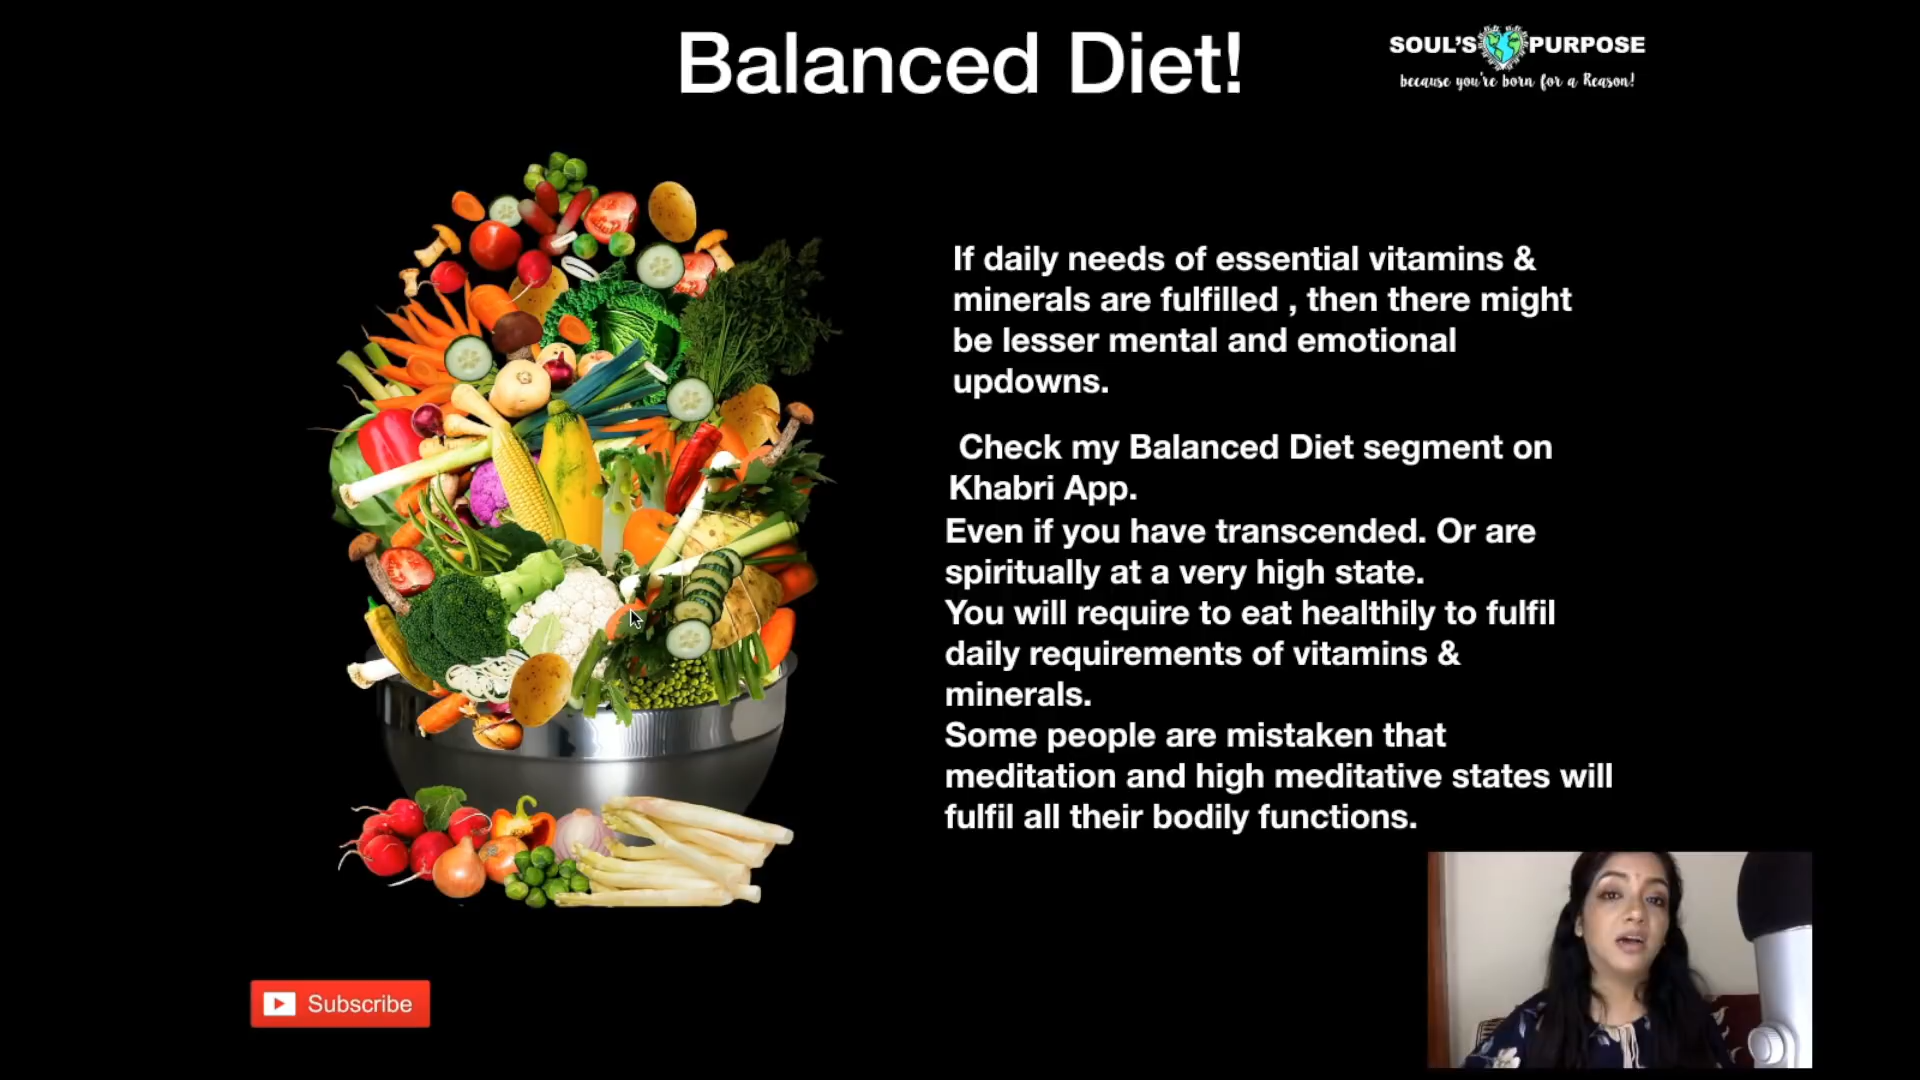 Balanced Diet!
SOUL'S PURPOSE
because you're born for a Reason!
If daily needs of essential vitamins &
minerals are fulfilled , then there might
be lesser mental and emotional
updowns.
Check my Balanced Diet segment on
Khabri App.
Even if you have transcended. Or are
spiritually at a very high state.
You will require to eat healthily to fulfil
daily requirements of vitamins &
minerals.
Some people are mistaken that
meditation and high meditative states will
fulfil all their bodily functions.
Subscribe